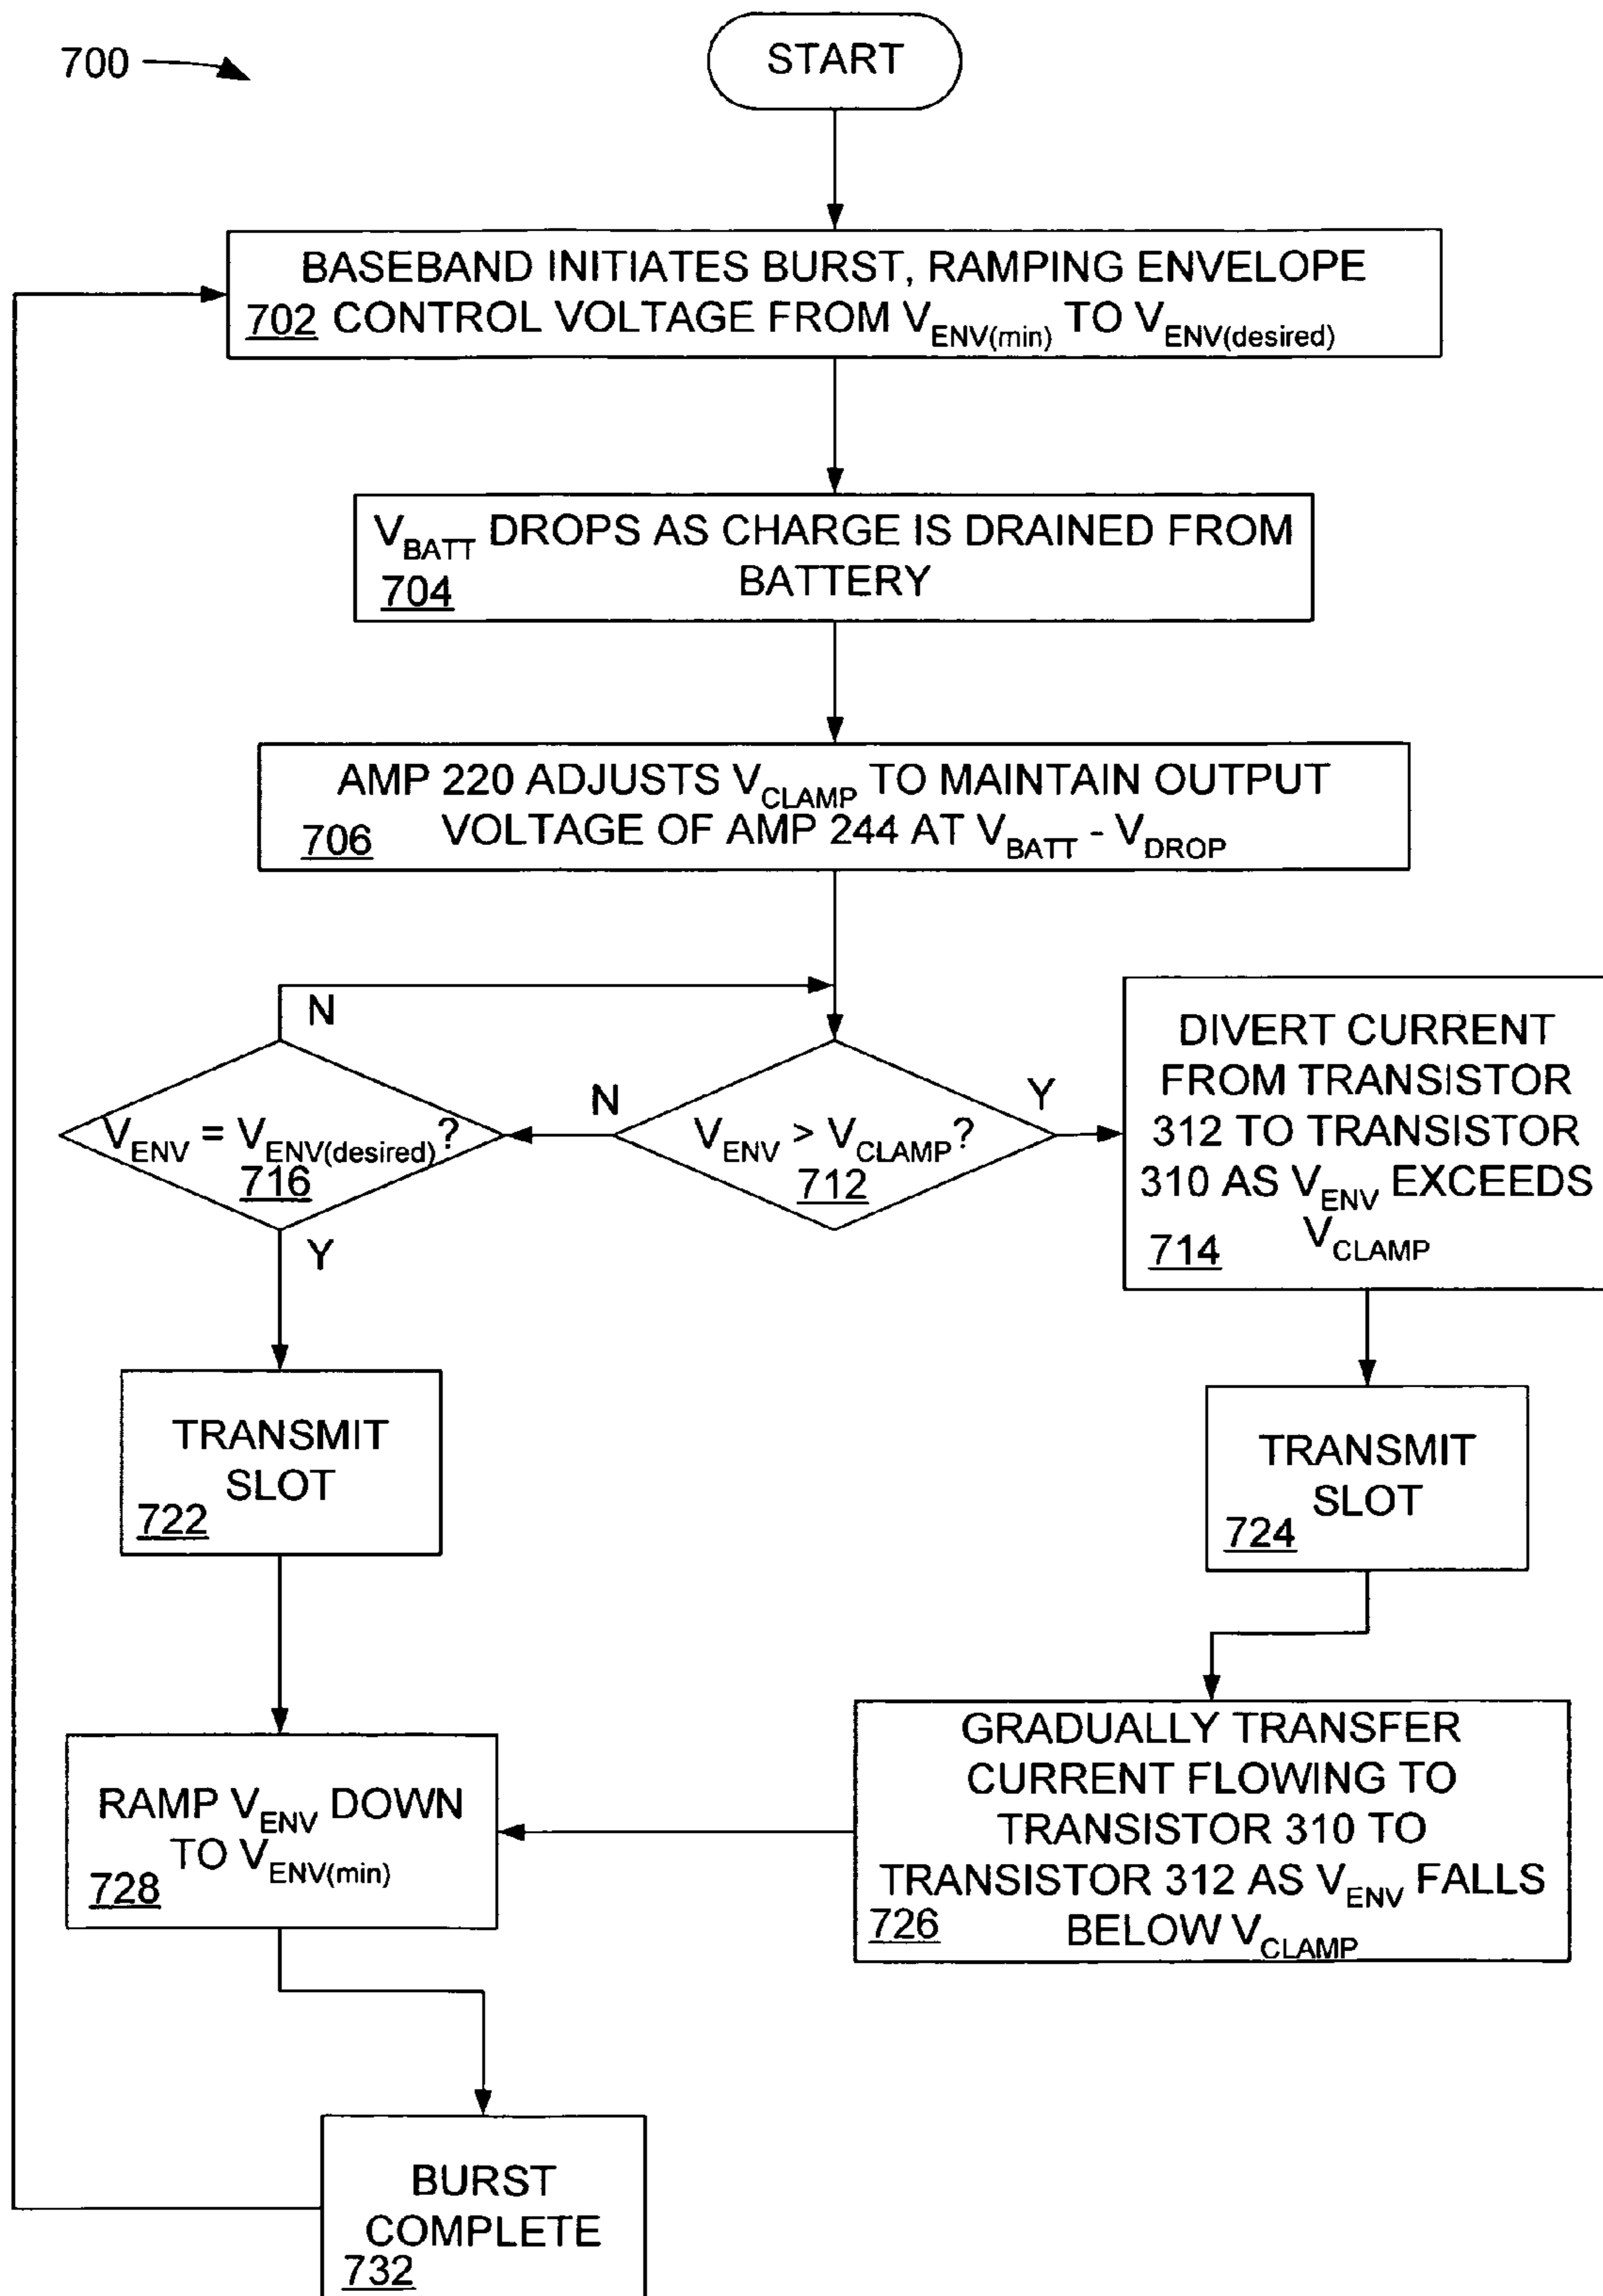 700
START
BASEBAND INITIATES BURST, RAMPING ENVELOPE
702 CONTROL VOLTAGE FROM VENV(min) TO VENV(desired)
VBATT DROPS AS CHARGE IS DRAINED FROM
704 BATTERY
AMP 220 ADJUSTS VCLAMP TO MAINTAIN OUTPUT
706 VOLTAGE OF AMP 244 AT VBATT - VDROP
N
VENV = VENV(desired)?
716
Y
N
VENV > VCLAMP?
712
Y
DIVERT CURRENT
FROM TRANSISTOR
312 TO TRANSISTOR
310 AS VENV EXCEEDS
714 VCLAMP
TRANSMIT
SLOT
722
TRANSMIT
SLOT
724
RAMP VENV DOWN
TO VENV(min)
728
GRADUALLY TRANSFER
CURRENT FLOWING TO
TRANSISTOR 310 TO
TRANSISTOR 312 AS VENV FALLS
726 BELOW VCLAMP
BURST
COMPLETE
732